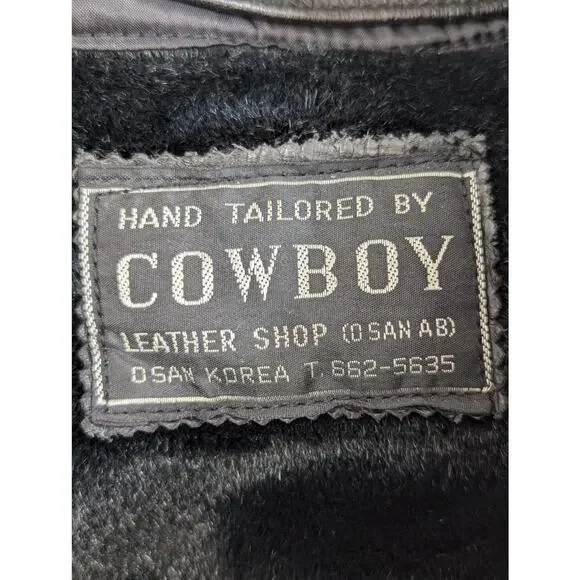 HAND TAILORED BY
COWBOY
LEATHER SHOP (OSAN AB)
OSAN KOREA T. 662-5635